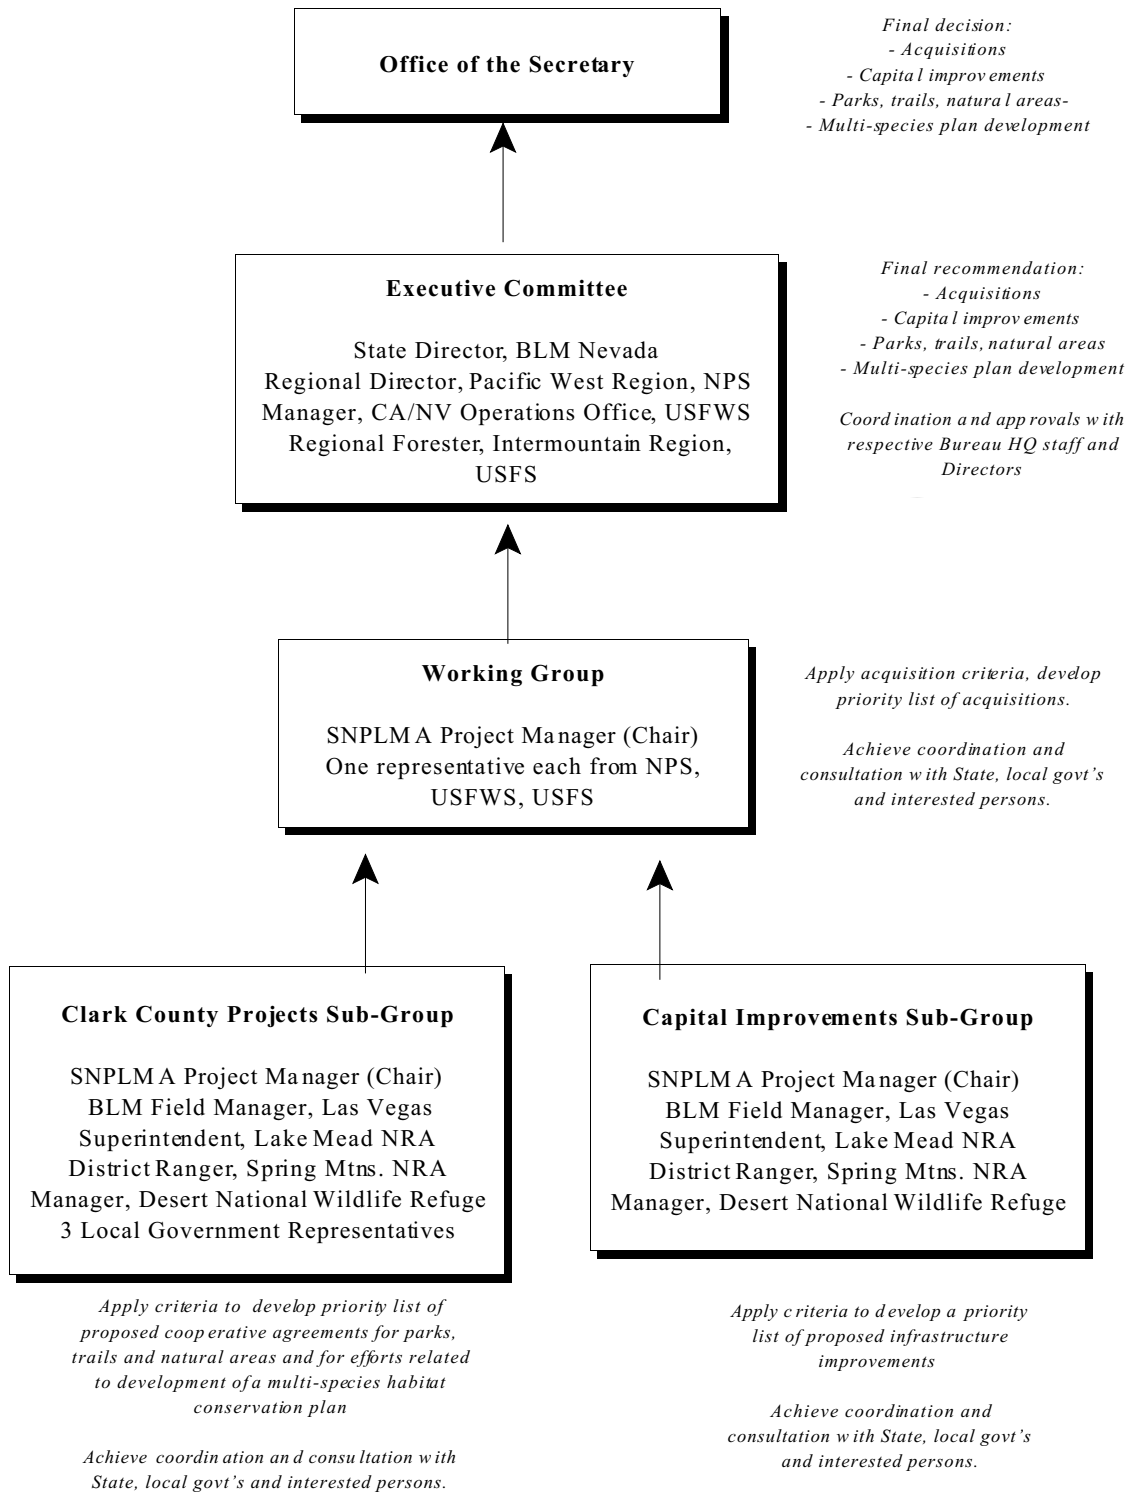 Office of the Secretary
Final decision:
- Acquisitions
- Capital improvements
- Parks, trails, natural areas-
- Multi-species plan development
Executive Committee
State Director, BLM Nevada
Regional Director, Pacific West Region, NPS
Manager, CA/NV Operations Office, USFWS
Regional Forester, Intermountain Region,
USFS
Final recommendation:
- Acquisitions
- Capital improvements
- Parks, trails, natural areas
- Multi-species plan development
Coordination and approvals with
respective Bureau HQ staff and
Directors
Working Group
SNPLMA Project Manager (Chair)
One representative each from NPS,
USFWS, USFS
Apply acquisition criteria, develop
priority list of acquisitions.
Achieve coordination and
consultation with State, local govt's
and interested persons.
Clark County Projects Sub-Group
SNPLMA Project Manager (Chair)
BLM Field Manager, Las Vegas
Superintendent, Lake Mead NRA
District Ranger, Spring Mtns. NRA
Manager, Desert National Wildlife Refuge
3 Local Government Representatives
Apply criteria to develop priority list of
proposed cooperative agreements for parks,
trails and natural areas and for efforts related
to development of a multi-species habitat
conservation plan
Achieve coordination and consultation with
State, local govt's and interested persons.
Capital Improvements Sub-Group
SNPLMA Project Manager (Chair)
BLM Field Manager, Las Vegas
Superintendent, Lake Mead NRA
District Ranger, Spring Mtns. NRA
Manager, Desert National Wildlife Refuge
Apply criteria to develop a priority
list of proposed infrastructure
improvements
Achieve coordination and
consultation with State, local govt's
and interested persons.